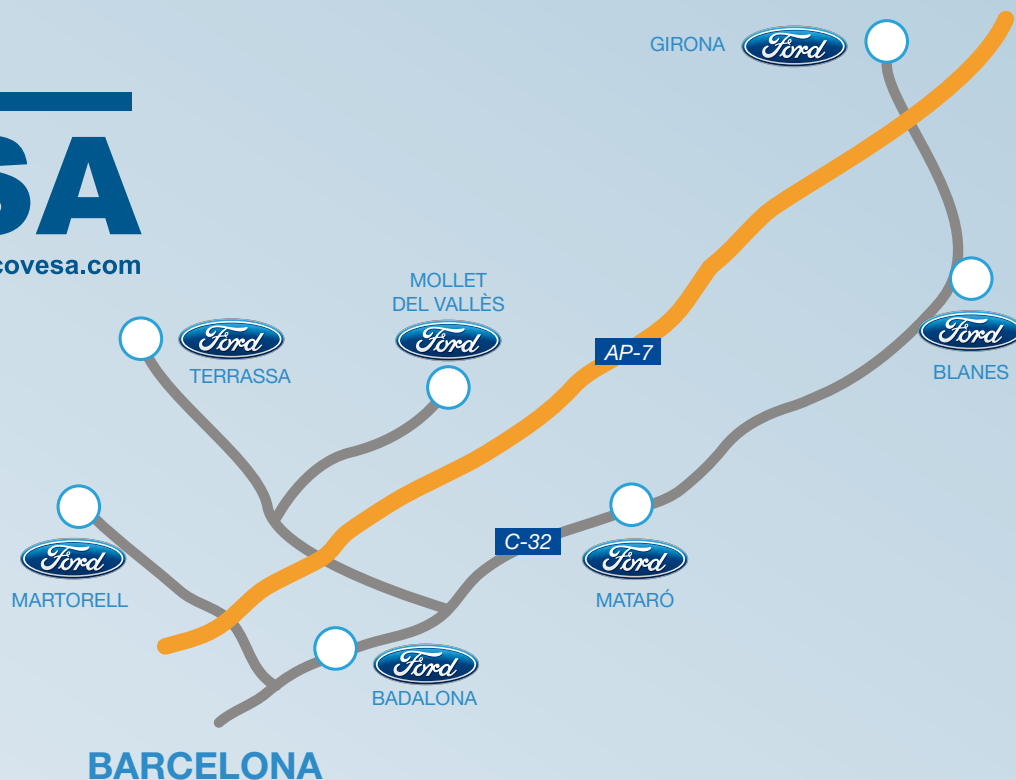 GIRONA
Ford
SA
covesa.com
MOLLET
DEL VALLÈS
Ford
Ford
TERRASSA
AP-7
Ford
BLANES
C-32
Ford
MARTORELL
Ford
MATARÓ
Ford
BADALONA
BARCELONA